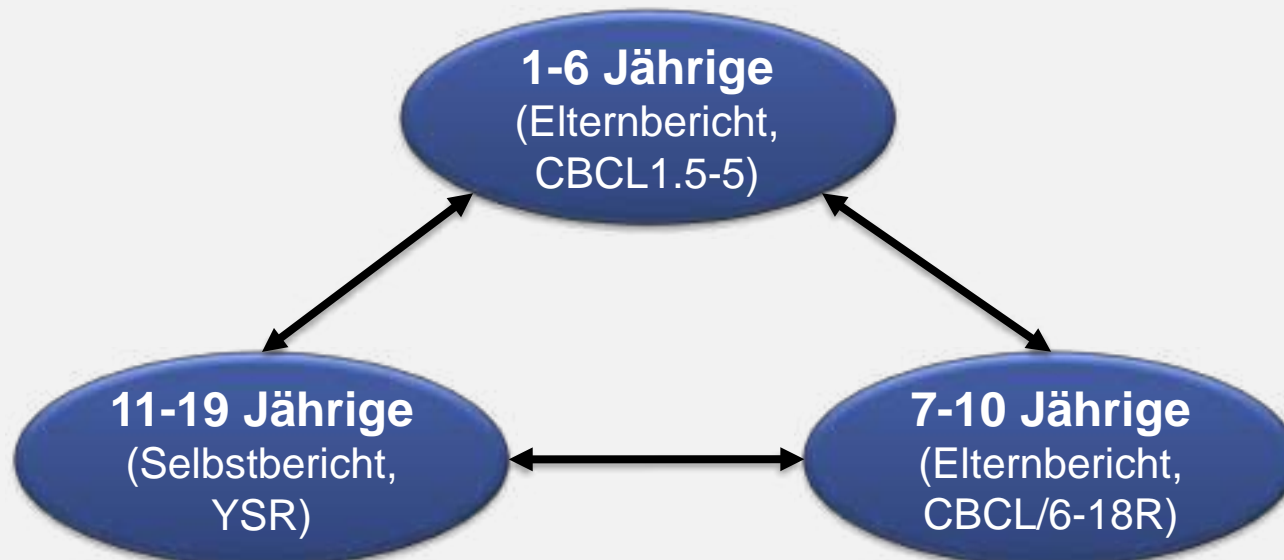 1-6 Jährige
(Elternbericht,
CBCL1.5-5)
11-19 Jährige
(Selbstbericht,
YSR)
7-10 Jährige
(Elternbericht,
CBCL/6-18R)